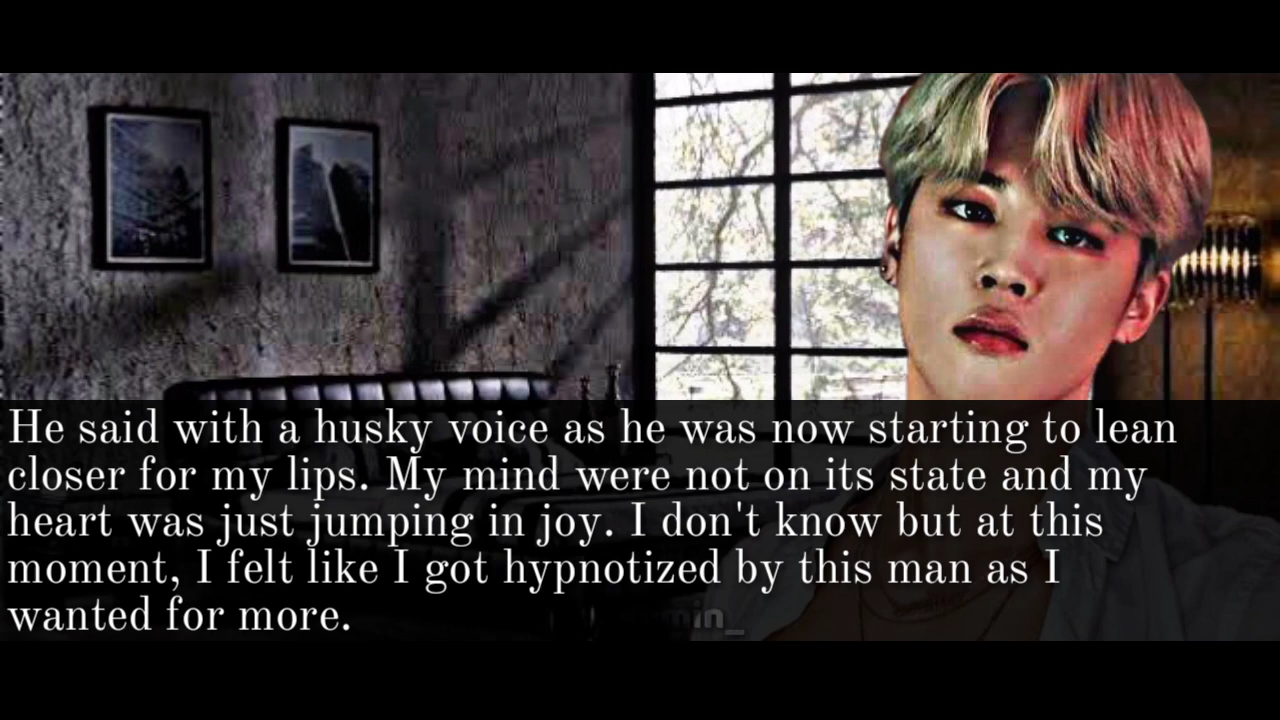 He said with a husky voice as he was now starting to lean
closer for my lips. My mind were not on its state and my
heart was just jumping in joy. I don't know but at this
moment, I felt like I got hypnotized by this man as I
wanted for more.